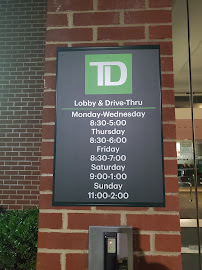 TD
Lobby & Drive-Thru
Monday-Wednesday
8:30-5:00
Thursday
8:30-6:00
Friday
8:30-7:00
Saturday
9:00-1:00
Sunday
11:00-2:00